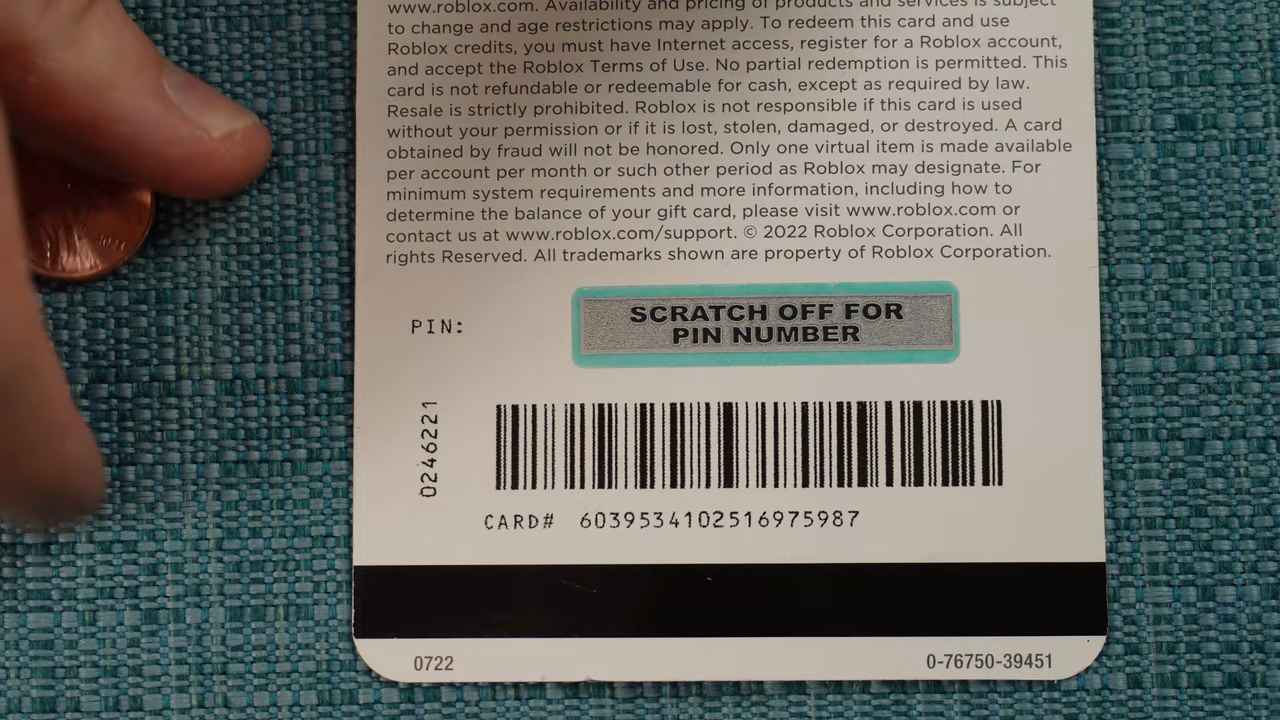 www.roblox.com. Availability and pricing of products and services is subject
to change and age restrictions may apply. To redeem this card and use
Roblox credits, you must have Internet access, register for a Roblox account,
and accept the Roblox Terms of Use. No partial redemption is permitted. This
card is not refundable or redeemable for cash, except as required by law.
Resale is strictly prohibited. Roblox is not responsible if this card is used
without your permission or if it is lost, stolen, damaged, or destroyed. A card
obtained by fraud will not be honored. Only one virtual item is made available
per account per month or such other period as Roblox may designate. For
minimum system requirements and more information, including how to
determine the balance of your gift card, please visit www.roblox.com or
contact us at www.roblox.com/support. © 2022 Roblox Corporation. All
rights Reserved. All trademarks shown are property of Roblox Corporation.
PIN:
SCRATCH OFF FOR
PIN NUMBER
0246221
CARD# 6039534102516975987
0722
0-76750-39451